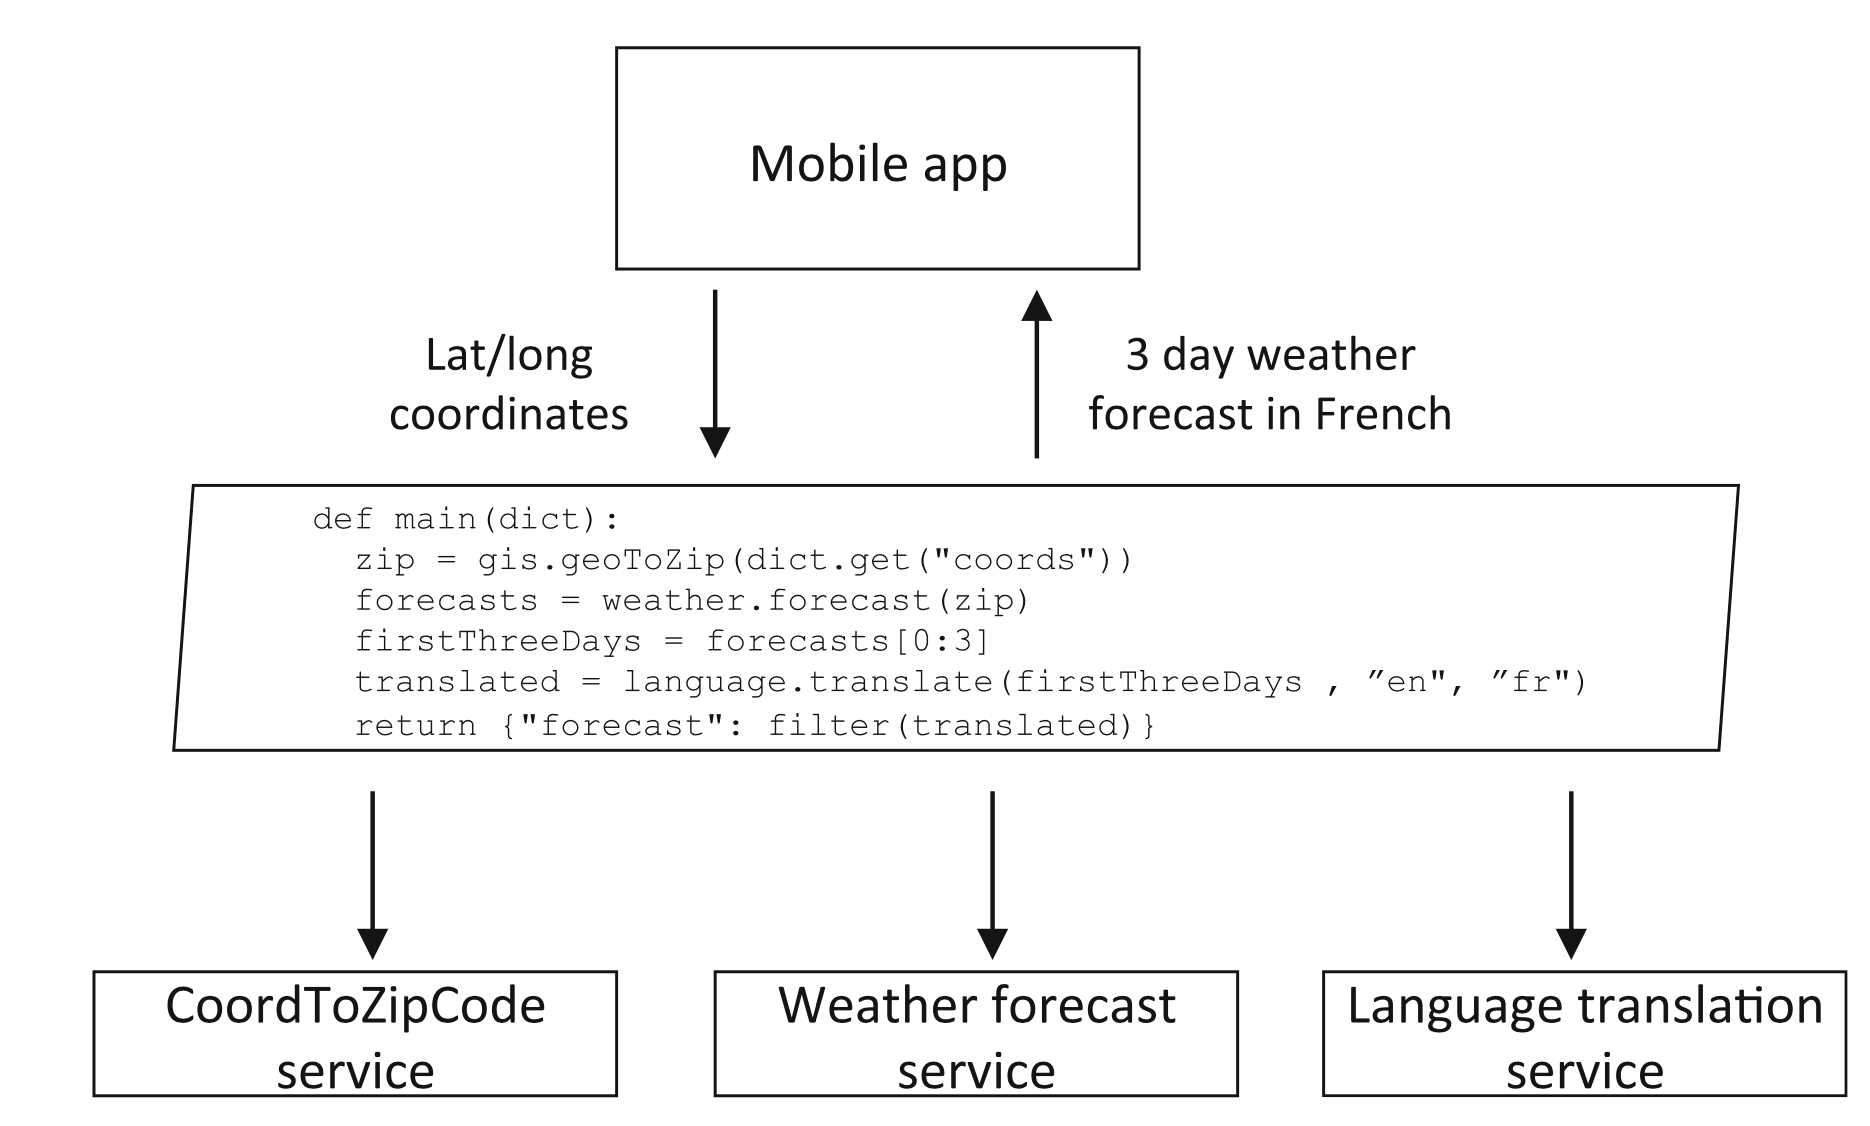 Mobile app
Lat/long
coordinates
3 day weather
forecast in French
def main(dict):
  zip = gis.geoToZip(dict.get("coords"))
  forecasts = weather.forecast(zip)
  firstThreeDays = forecasts[0:3]
  translated = language.translate(firstThreeDays , ″en", ″fr")
  return {"forecast": filter(translated)}
CoordToZipCode
service
Weather forecast
service
Language translation
service